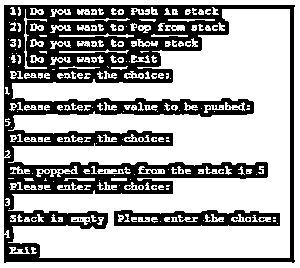 1) Do you want to Push in stack
2) Do you want to Pop from stack
3) Do you want to show stack
4) Do you want to Exit
Please enter the choice:
1
Please enter the value to be pushed:
5
Please enter the choice:
2
The popped element from the stack is 5
Please enter the choice:
3
Stack is empty Please enter the choice:
4
Exit